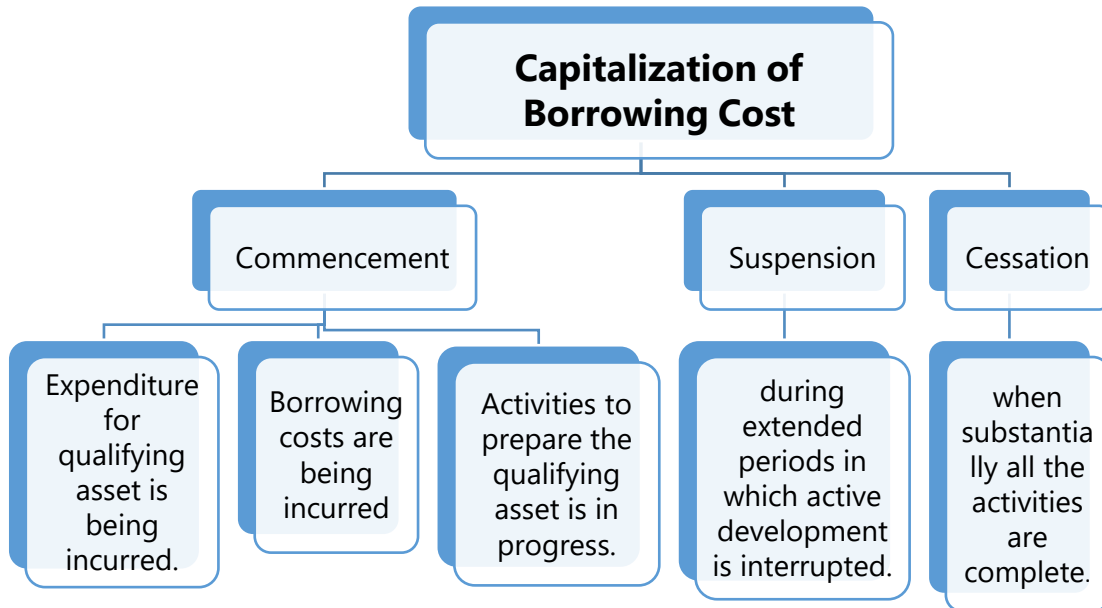 Capitalization of
Borrowing Cost
Commencement
Suspension
Cessation
Expenditure
for
qualifying
asset is
being
incurred.
Borrowing
costs are
being
incurred
Activities to
prepare the
qualifying
asset is in
progress.
during
extended
periods in
which active
development
is interrupted.
when
substantia
lly all the
activities
are
complete.